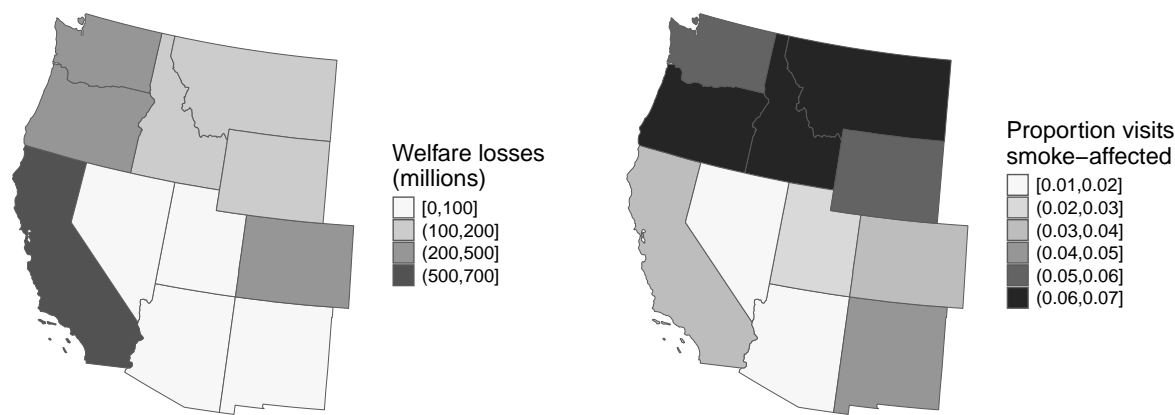 Welfare losses
(millions)
[0,100]
(100,200]
(200,500]
(500,700]
Proportion visits
smoke−affected
[0.01,0.02]
(0.02,0.03]
(0.03,0.04]
(0.04,0.05]
(0.05,0.06]
(0.06,0.07]